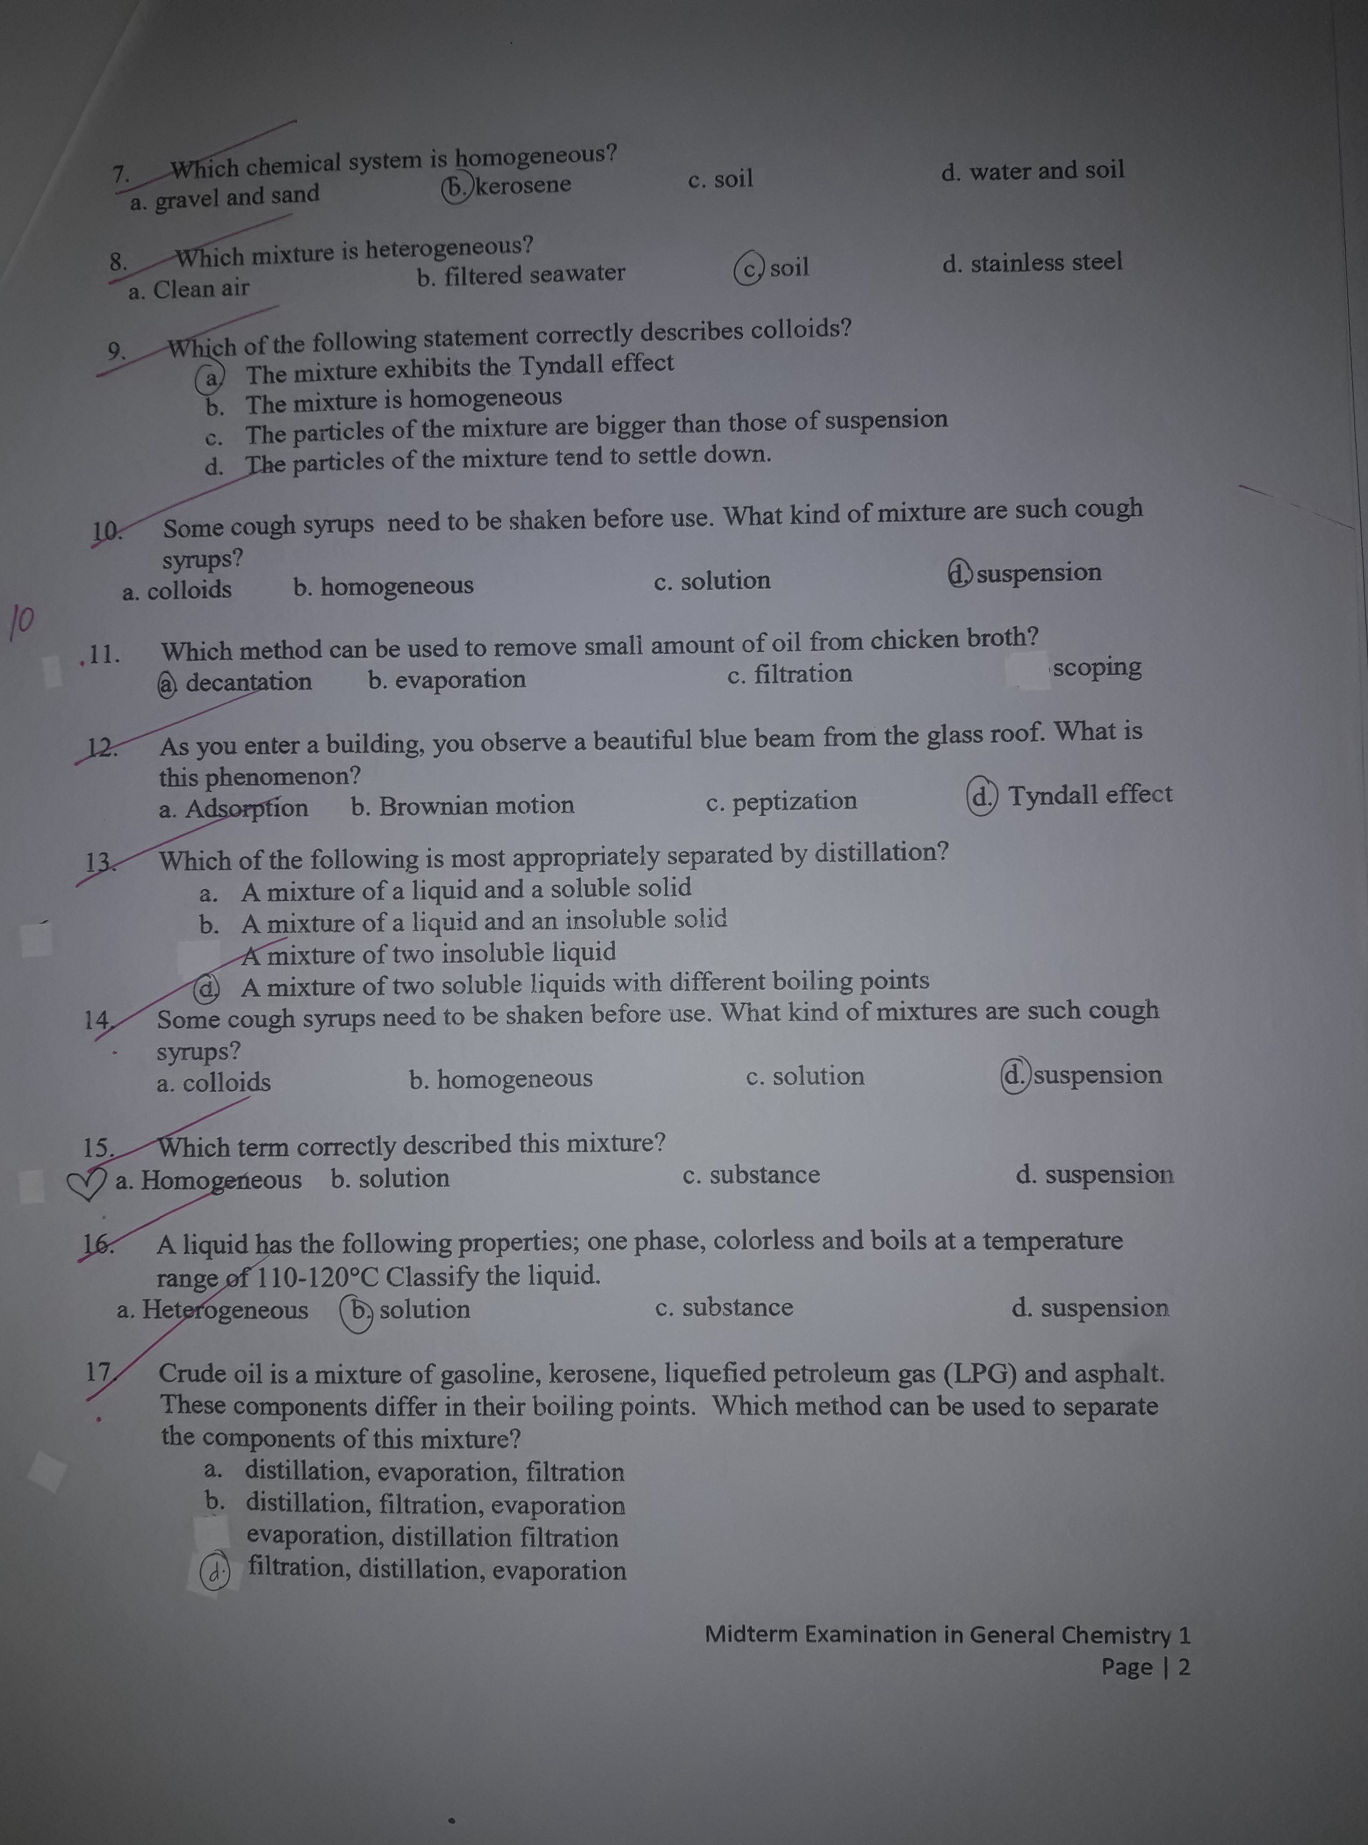 7. Which chemical system is homogeneous?
a. gravel and sand b. kerosene c. soil d. water and soil
8. Which mixture is heterogeneous?
a. Clean air b. filtered seawater c. soil d. stainless steel
9. Which of the following statement correctly describes colloids?
a. The mixture exhibits the Tyndall effect
b. The mixture is homogeneous
c. The particles of the mixture are bigger than those of suspension
d. The particles of the mixture tend to settle down.
10. Some cough syrups need to be shaken before use. What kind of mixture are such cough
syrups?
a. colloids b. homogeneous c. solution d. suspension
10
11. Which method can be used to remove small amount of oil from chicken broth?
a. decantation b. evaporation c. filtration scoping
12. As you enter a building, you observe a beautiful blue beam from the glass roof. What is
this phenomenon?
a. Adsorption b. Brownian motion c. peptization d. Tyndall effect
13. Which of the following is most appropriately separated by distillation?
a. A mixture of a liquid and a soluble solid
b. A mixture of a liquid and an insoluble solid
A mixture of two insoluble liquid
d. A mixture of two soluble liquids with different boiling points
14. Some cough syrups need to be shaken before use. What kind of mixtures are such cough
syrups?
a. colloids b. homogeneous c. solution d. suspension
15. Which term correctly described this mixture?
a. Homogeneous b. solution c. substance d. suspension
16. A liquid has the following properties; one phase, colorless and boils at a temperature
range of 110-120°C Classify the liquid.
a. Heterogeneous b. solution c. substance d. suspension
17. Crude oil is a mixture of gasoline, kerosene, liquefied petroleum gas (LPG) and asphalt.
These components differ in their boiling points. Which method can be used to separate
the components of this mixture?
a. distillation, evaporation, filtration
b. distillation, filtration, evaporation
evaporation, distillation filtration
d. filtration, distillation, evaporation
Midterm Examination in General Chemistry 1
Page | 2